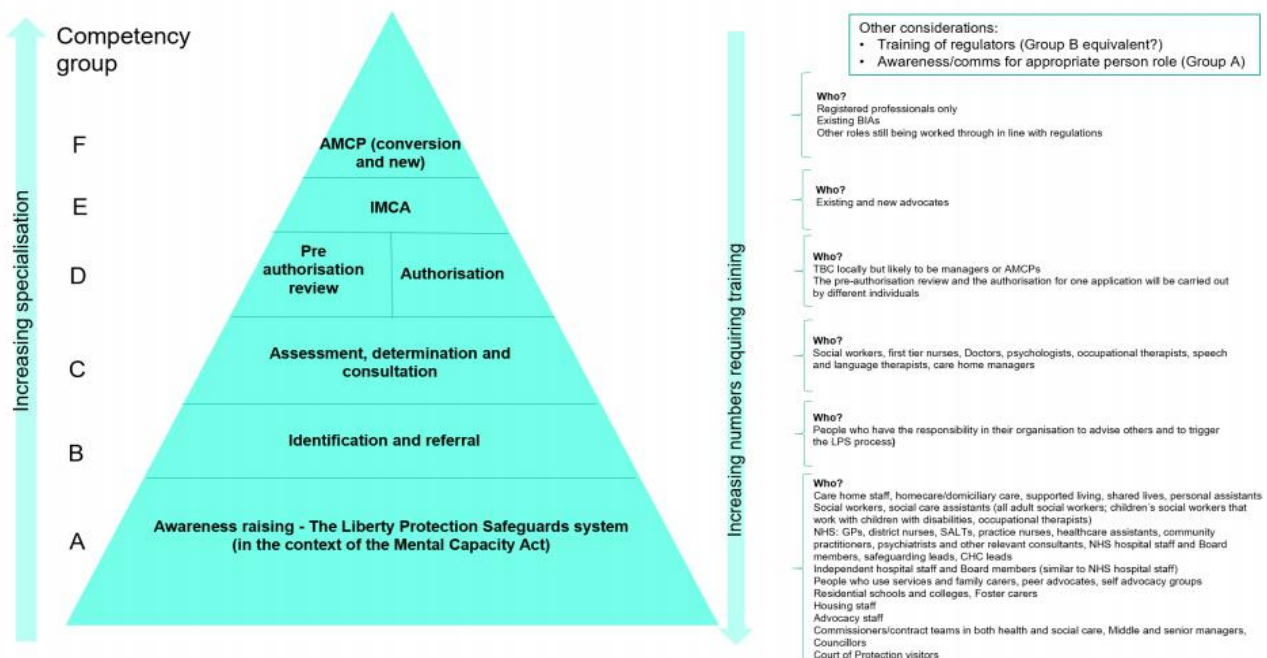 Competency
group
Other considerations:
• Training of regulators (Group B equivalent?)
• Awareness/comms for appropriate person role (Group A)
Increasing specialisation
Increasing numbers requiring training
F
AMCP (conversion
and new)
Who?
Registered professionals only
Existing BIAs
Other roles still being worked through in line with regulations
E
IMCA
Who?
Existing and new advocates
D
Pre
authorisation
review
Authorisation
Who?
TBC locally but likely to be managers or AMCPs
The pre-authorisation review and the authorisation for one application will be carried out
by different individuals
C
Assessment, determination and
consultation
Who?
Social workers, first tier nurses, Doctors, psychologists, occupational therapists, speech
and language therapists, care home managers
B
Identification and referral
Who?
People who have the responsibility in their organisation to advise others and to trigger
the LPS process)
A
Awareness raising - The Liberty Protection Safeguards system
(in the context of the Mental Capacity Act)
Who?
Care home staff, homecare/domiciliary care, supported living, shared lives, personal assistants
Social workers, social care assistants (all adult social workers; children's social workers that
work with children with disabilities, occupational therapists)
NHS: GPs, district nurses, SALTs, practice nurses, healthcare assistants, community
practitioners, psychiatrists and other relevant consultants, NHS hospital staff and Board
members, safeguarding leads, CHC leads
Independent hospital staff and Board members (similar to NHS hospital staff)
People who use services and family carers, peer advocates, self advocacy groups
Residential schools and colleges, Foster carers
Housing staff
Advocacy staff
Commissioners/contract teams in both health and social care, Middle and senior managers,
Councillors
Court of Protection visitors